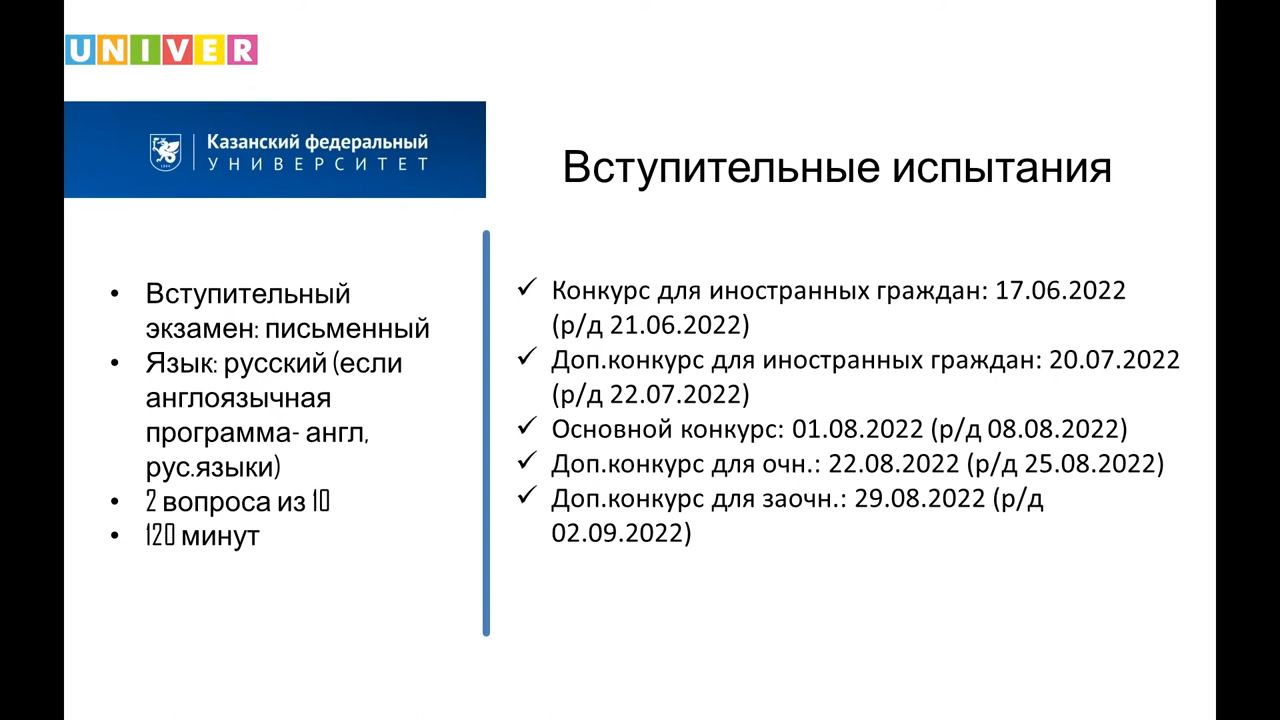 UNIVER
Казанский федеральный
УНИВЕРСИТЕТ
Вступительные испытания
• Вступительный
экзамен: письменный
• Язык: русский (если
англоязычная
программа- англ,
рус.языки)
• 2 вопроса из 10
• 120 минут
✓ Конкурс для иностранных граждан: 17.06.2022
(р/д 21.06.2022)
✓ Доп.конкурс для иностранных граждан: 20.07.2022
(р/д 22.07.2022)
✓ Основной конкурс: 01.08.2022 (р/д 08.08.2022)
✓ Доп.конкурс для очн.: 22.08.2022 (р/д 25.08.2022)
✓ Доп.конкурс для заочн.: 29.08.2022 (р/д
02.09.2022)